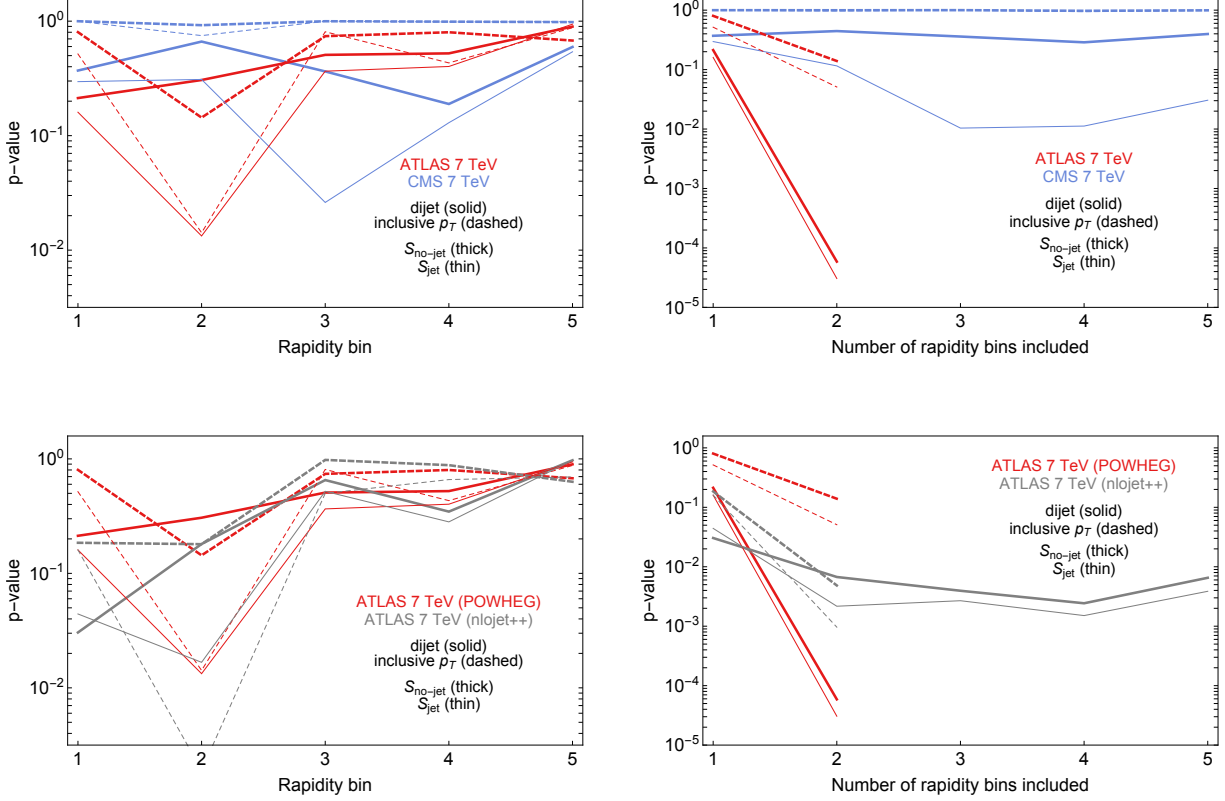 10⁰
10⁻¹
10⁻²
p−value
1 2 3 4 5
Rapidity bin
ATLAS 7 TeV
CMS 7 TeV
dijet (solid)
inclusive p_T (dashed)
S_no−jet (thick)
S_jet (thin)
10⁰
10⁻¹
10⁻²
10⁻³
10⁻⁴
10⁻⁵
p−value
1 2 3 4 5
Number of rapidity bins included
ATLAS 7 TeV
CMS 7 TeV
dijet (solid)
inclusive p_T (dashed)
S_no−jet (thick)
S_jet (thin)
10⁰
10⁻¹
10⁻²
p−value
1 2 3 4 5
Rapidity bin
ATLAS 7 TeV (POWHEG)
ATLAS 7 TeV (nlojet++)
dijet (solid)
inclusive p_T (dashed)
S_no−jet (thick)
S_jet (thin)
10⁰
10⁻¹
10⁻²
10⁻³
10⁻⁴
10⁻⁵
p−value
1 2 3 4 5
Number of rapidity bins included
ATLAS 7 TeV (POWHEG)
ATLAS 7 TeV (nlojet++)
dijet (solid)
inclusive p_T (dashed)
S_no−jet (thick)
S_jet (thin)